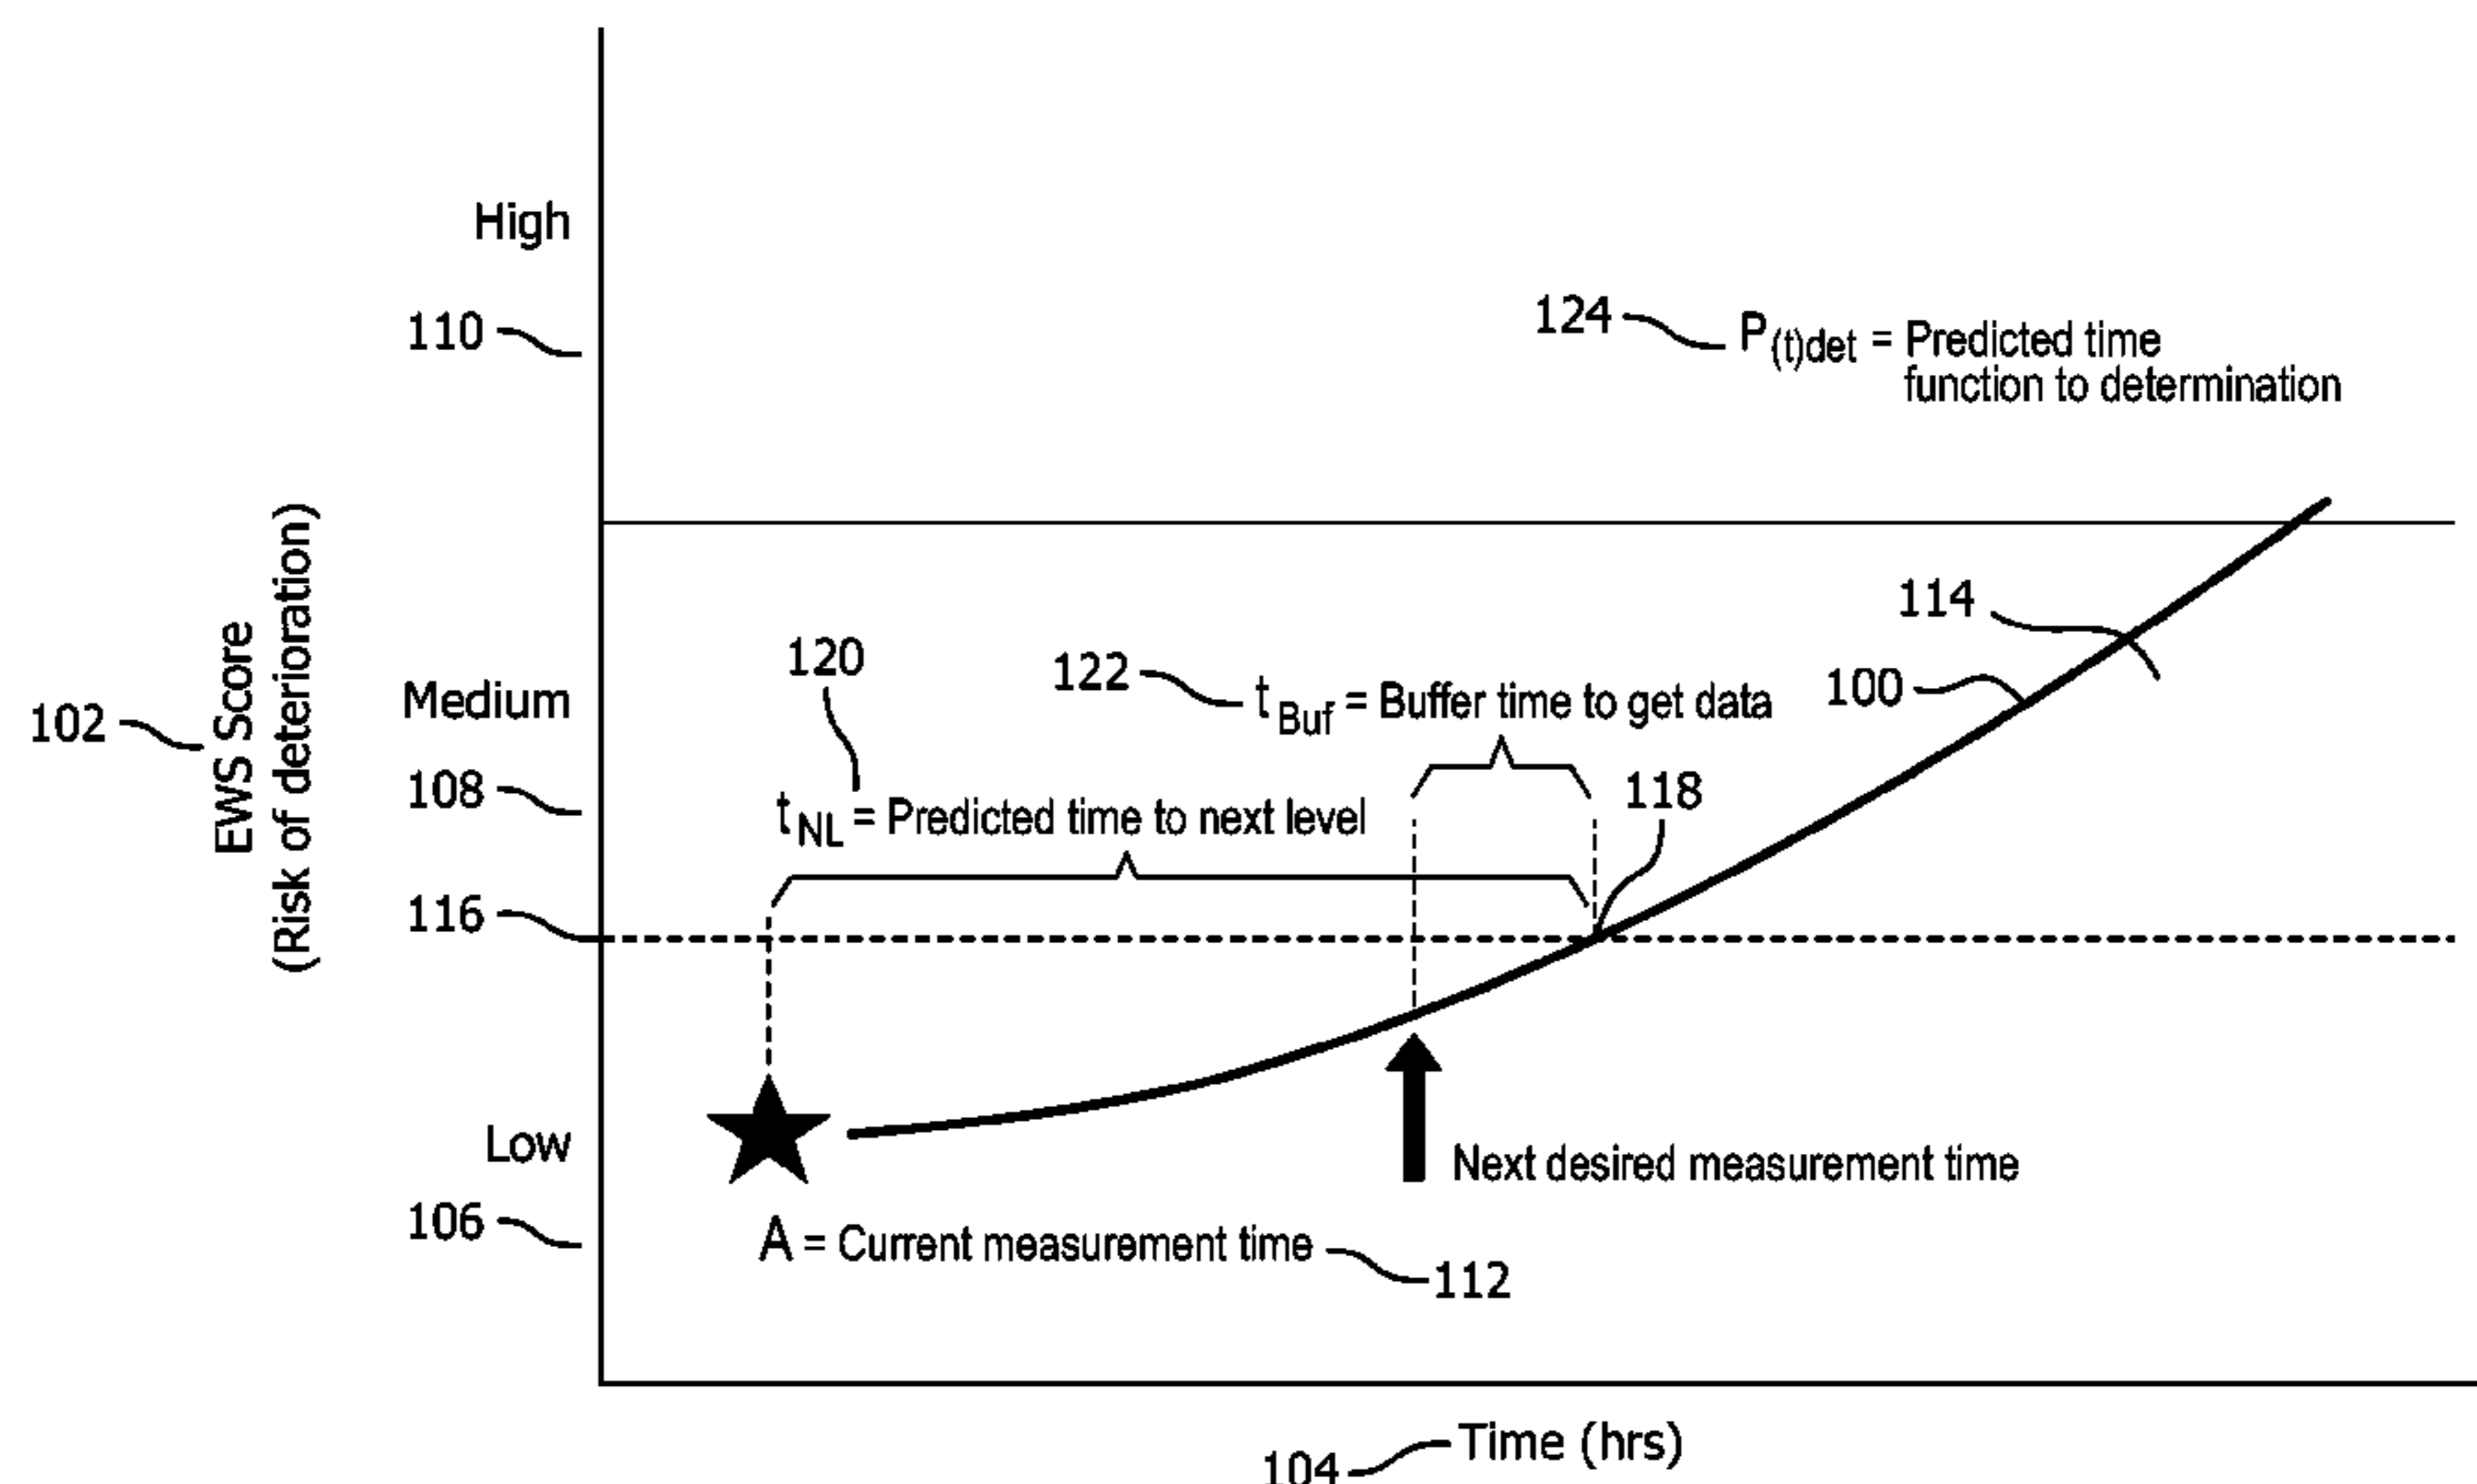 High
110
124
P(t)det = Predicted time
function to determination
114
100
120
122
tBuf = Buffer time to get data
Medium
102
EWS Score
(Risk of deterioration)
108
tNL = Predicted time to next level
118
116
Low
Next desired measurement time
106
A = Current measurement time
112
Time (hrs)
104